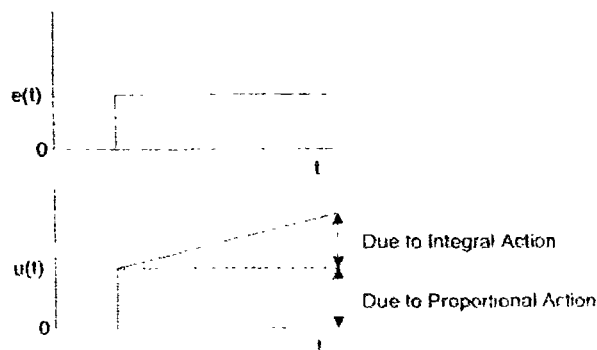 e(t)
0
t
Due to Integral Action
u(t)
Due to Proportional Action
0
t